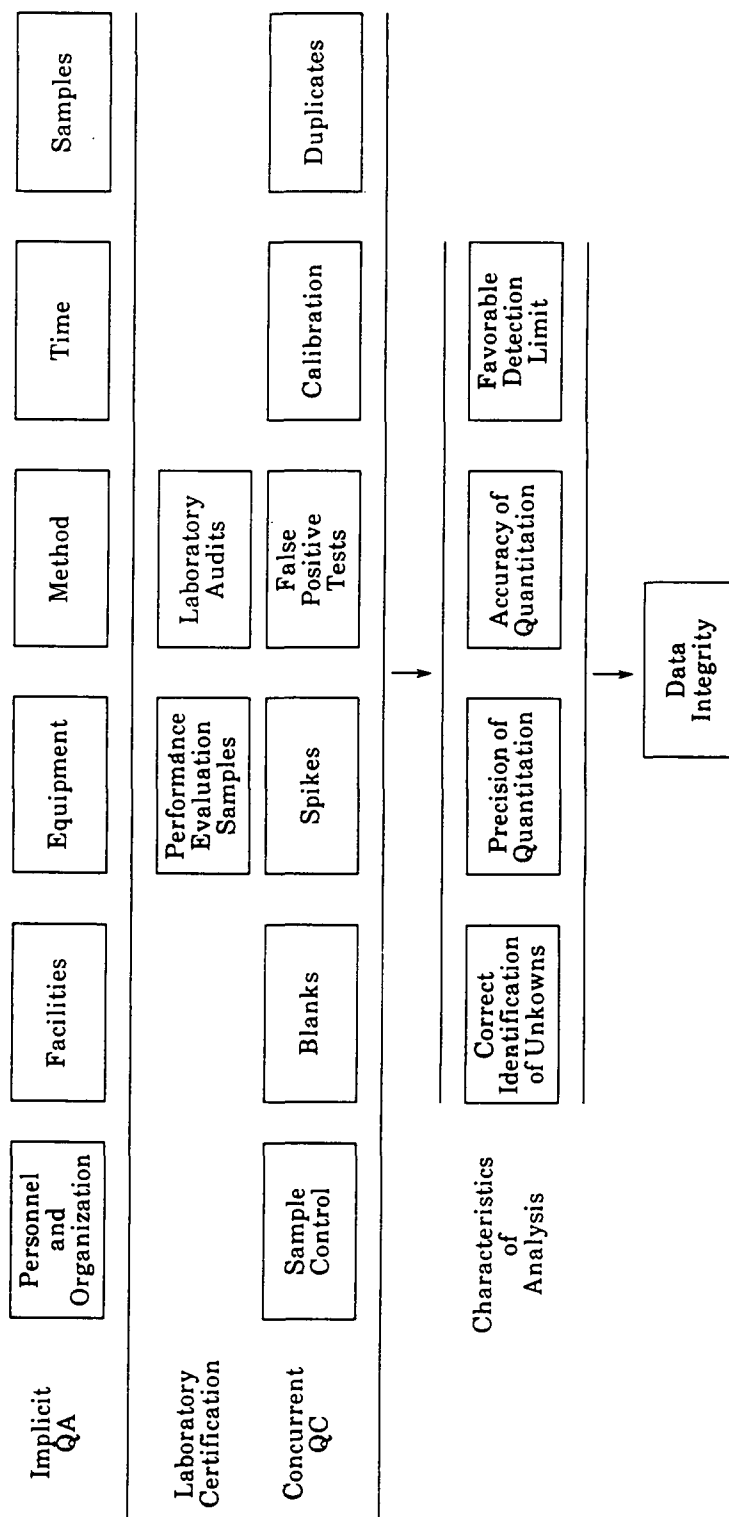 Implicit
QA
Personnel
and
Organization
Facilities
Equipment
Method
Time
Samples
Laboratory
Certification
Performance
Evaluation
Samples
Laboratory
Audits
Concurrent
QC
Sample
Control
Blanks
Spikes
False
Positive
Tests
Calibration
Duplicates
Characteristics
of
Analysis
Correct
Identification
of Unkowns
Precision of
Quantitation
Accuracy of
Quantitation
Favorable
Detection
Limit
Data
Integrity